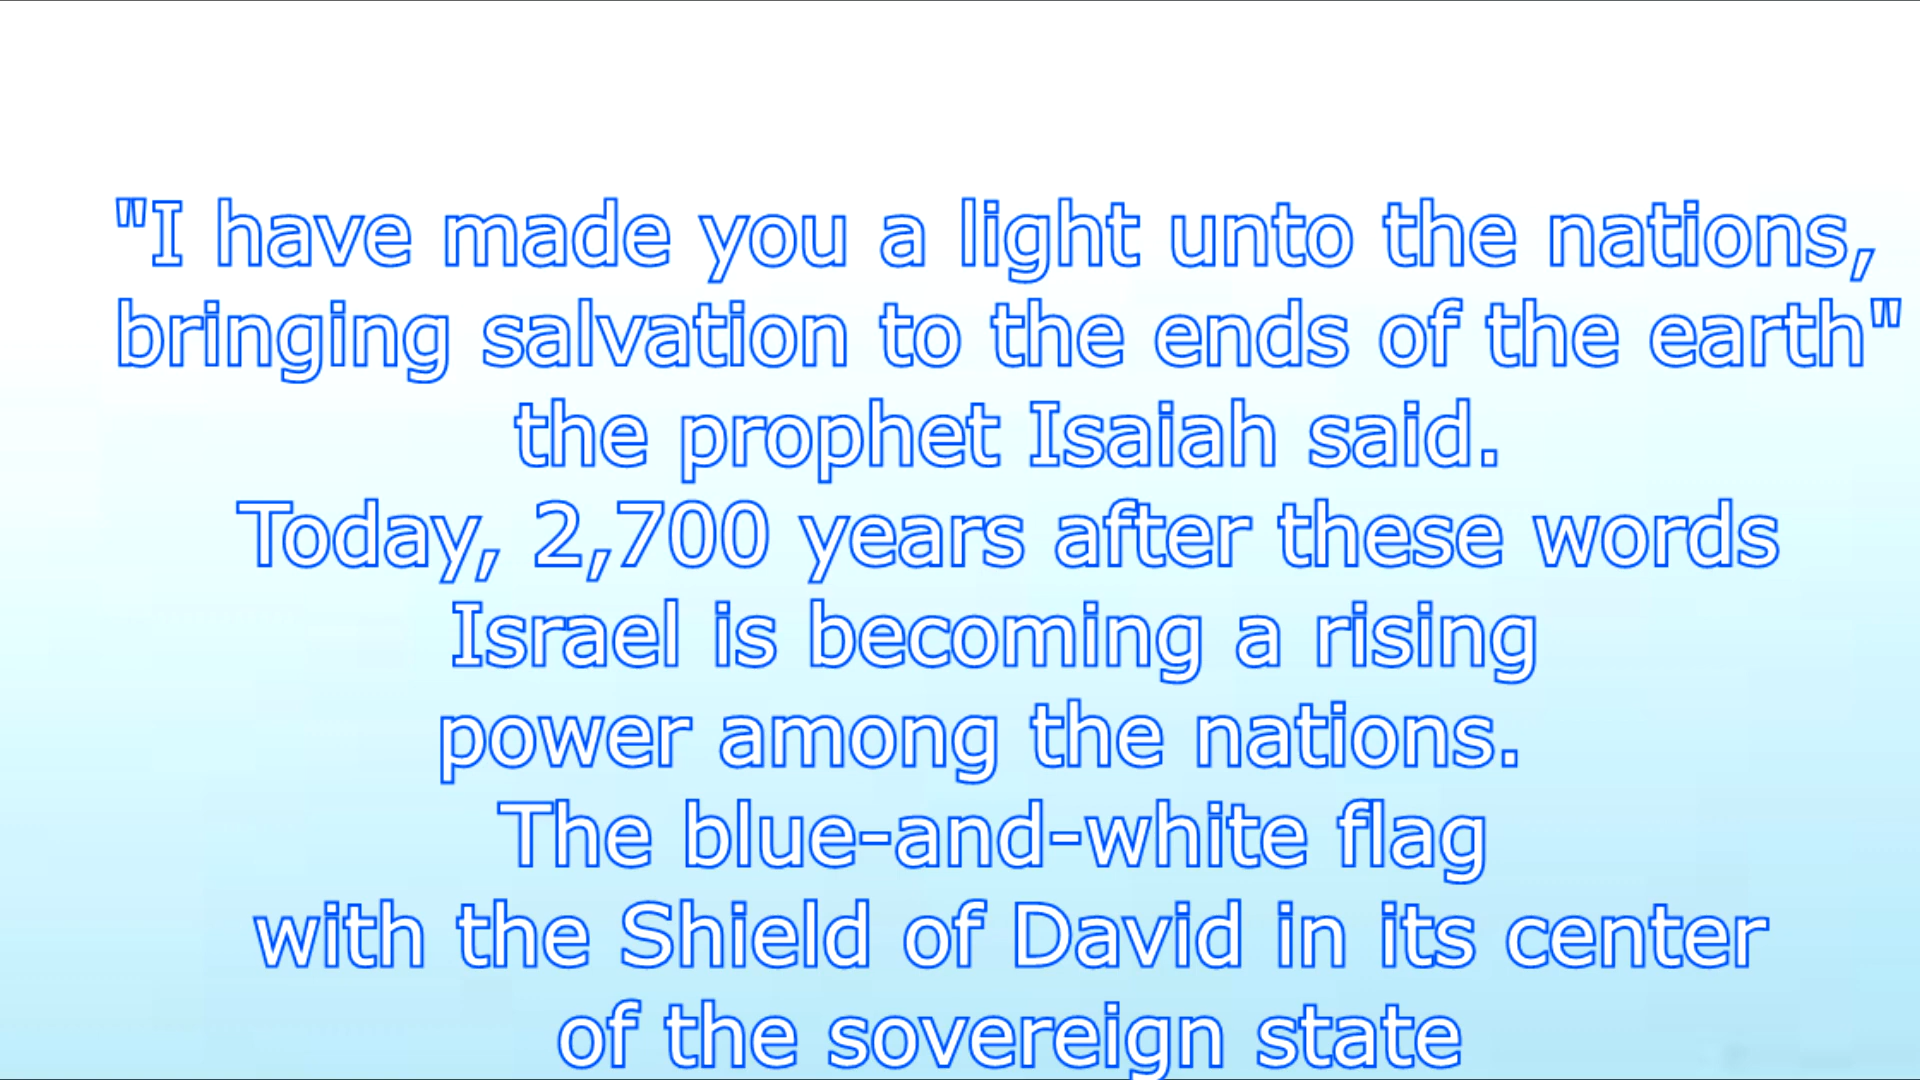 "I have made you a light unto the nations,
bringing salvation to the ends of the earth"
the prophet Isaiah said.
Today, 2,700 years after these words
Israel is becoming a rising
power among the nations.
The blue-and-white flag
with the Shield of David in its center
of the sovereign state